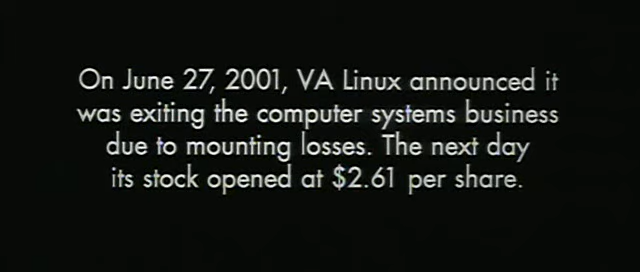 On June 27, 2001, VA Linux announced it
was exiting the computer systems business
due to mounting losses. The next day
its stock opened at $2.61 per share.